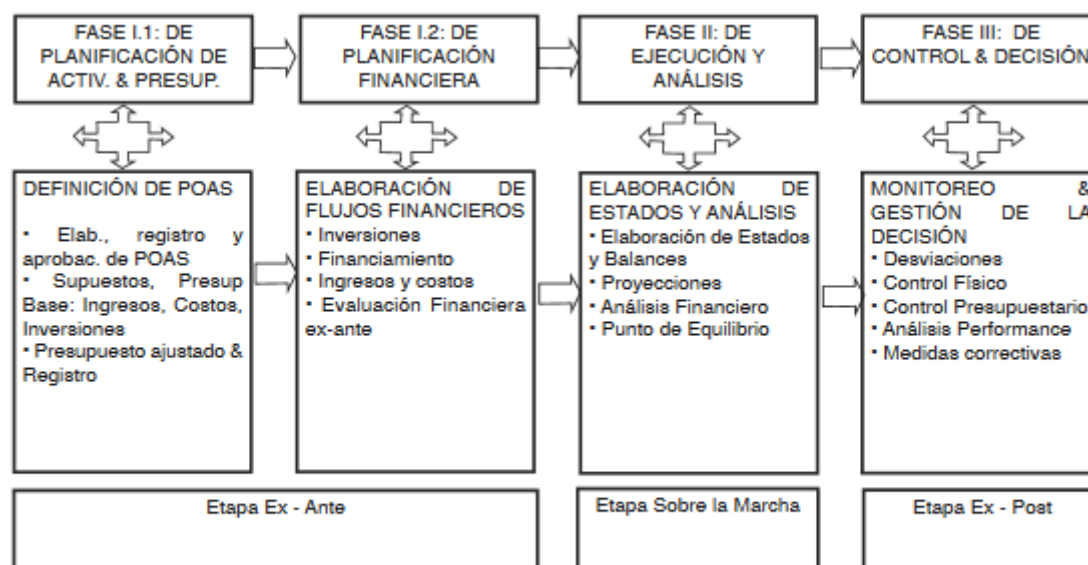 FASE I.1: DE
PLANIFICACIÓN DE
ACTIV. & PRESUP.
FASE I.2: DE
PLANIFICACIÓN
FINANCIERA
FASE II: DE
EJECUCIÓN Y
ANÁLISIS
FASE III: DE
CONTROL & DECISIÓN
DEFINICIÓN DE POAS
• Elab., registro y
aprobac. de POAS
• Supuestos, Presup
Base: Ingresos, Costos,
Inversiones
• Presupuesto ajustado &
Registro
ELABORACIÓN DE
FLUJOS FINANCIEROS
• Inversiones
• Financiamiento
• Ingresos y costos
• Evaluación Financiera
ex-ante
ELABORACIÓN DE
ESTADOS Y ANÁLISIS
• Elaboración de Estados
y Balances
• Proyecciones
• Análisis Financiero
• Punto de Equilibrio
MONITOREO &
GESTIÓN DE LA
DECISIÓN
• Desviaciones
• Control Físico
• Control Presupuestario
• Análisis Performance
• Medidas correctivas
Etapa Ex - Ante
Etapa Sobre la Marcha
Etapa Ex - Post